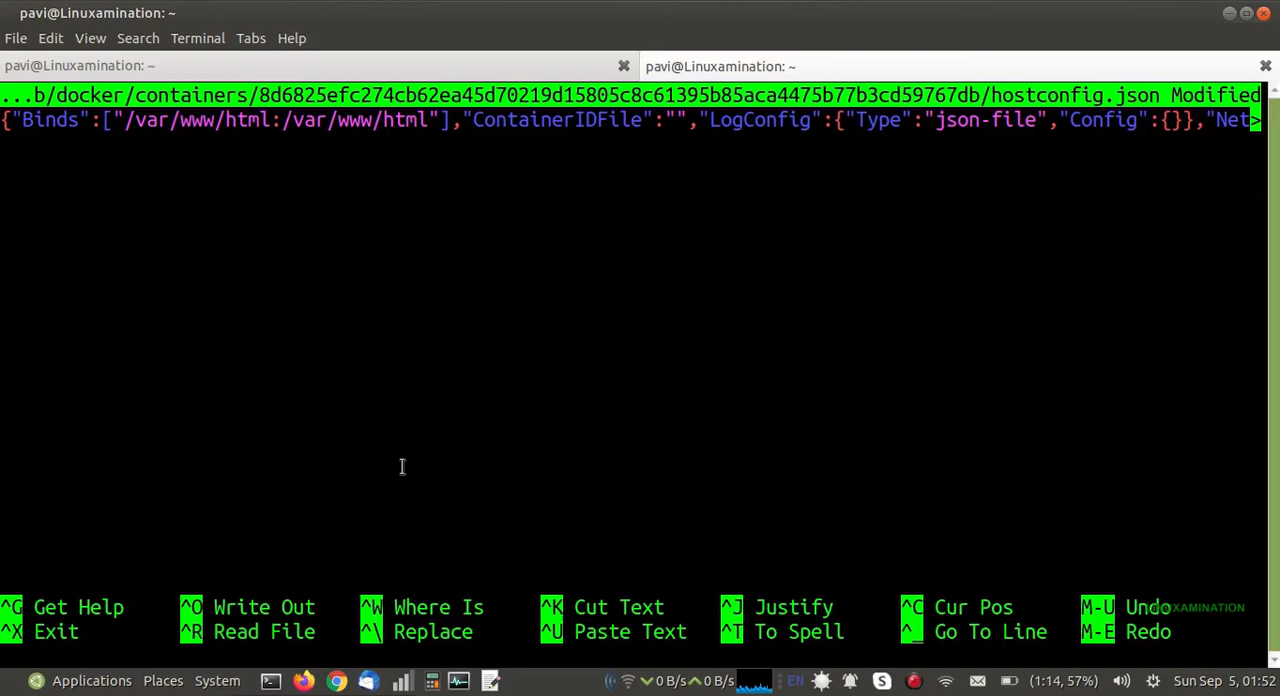 pavi@Linuxamination: ~
File Edit View Search Terminal Tabs Help
pavi@Linuxamination: ~ pavi@Linuxamination: ~
...b/docker/containers/8d6825efc274cb62ea45d70219d15805c8c61395b85aca4475b77b3cd59767db/hostconfig.json Modified
{"Binds":["/var/www/html:/var/www/html"],"ContainerIDFile":"","LogConfig":{"Type":"json-file","Config":{}},"Net>
^G Get Help ^O Write Out ^W Where Is ^K Cut Text ^J Justify ^C Cur Pos M-U Undo
LINUXAMINATION
^X Exit ^R Read File ^\ Replace ^U Paste Text ^T To Spell ^_ Go To Line M-E Redo
Applications Places System 0 B/s 0 B/s EN S (1:14, 57%) Sun Sep 5, 01:52